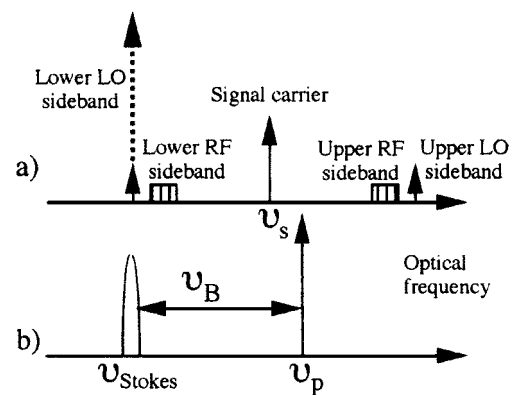 Lower LO
sideband
Signal carrier
Lower RF
sideband
Upper RF
sideband
Upper LO
sideband
a)
υs
Optical
frequency
υB
b)
υStokes
υp